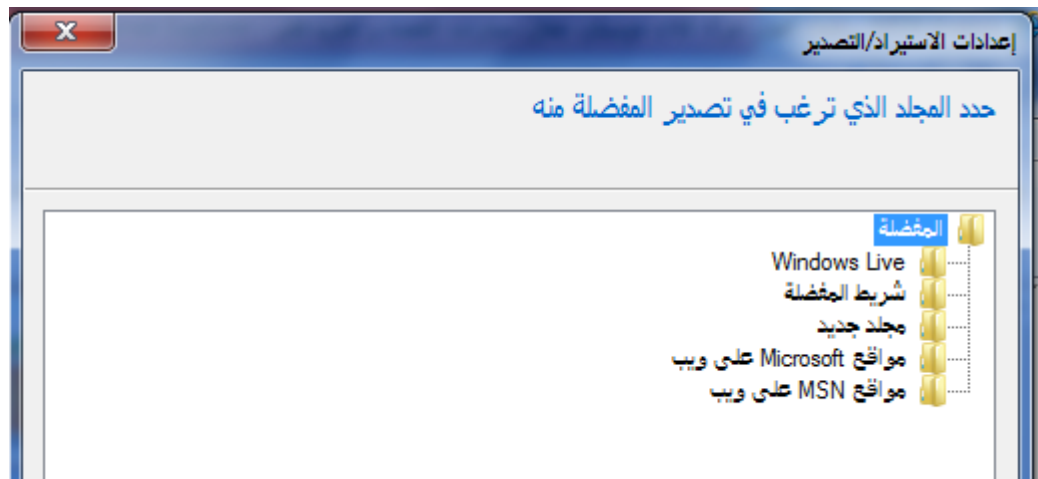 إعدادات الاستيراد/التصدير
حدد المجلد الذي ترغب في تصدير المفضلة منه
المفضلة
Windows Live
شريط المفضلة
مجلد جديد
مواقع Microsoft على ويب
مواقع MSN على ويب